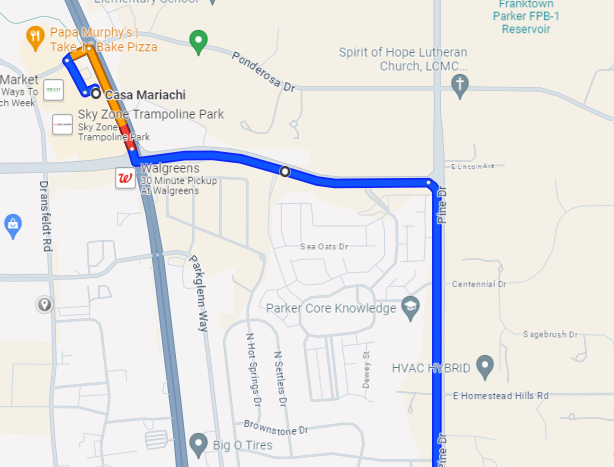 Elementary School
Franktown
Parker FPB-1
Reservoir
Papa Murphy's |
Take 'N' Bake Pizza
Spirit of Hope Lutheran
Church, LCMC...
Ponderosa Dr
Market
Ways To
ch Week.
Casa Mariachi
Sky Zone Trampoline Park
Sky Zone
Trampoline Park
Walgreens
30 Minute Pickup
At Walgreens
E Lincoln Ave
Pine Dr
Dransfeldt Rd
Sea Oats Dr
Parkglenn Way
Centennial Dr
Parker Core Knowledge
Sagebrush Dr
N Hot Springs Dr
N Settlers Dr
Dewey St
HVAC HYBRID
E Homestead Hills Rd
Brownstone Dr
Big O Tires
Pine Dr